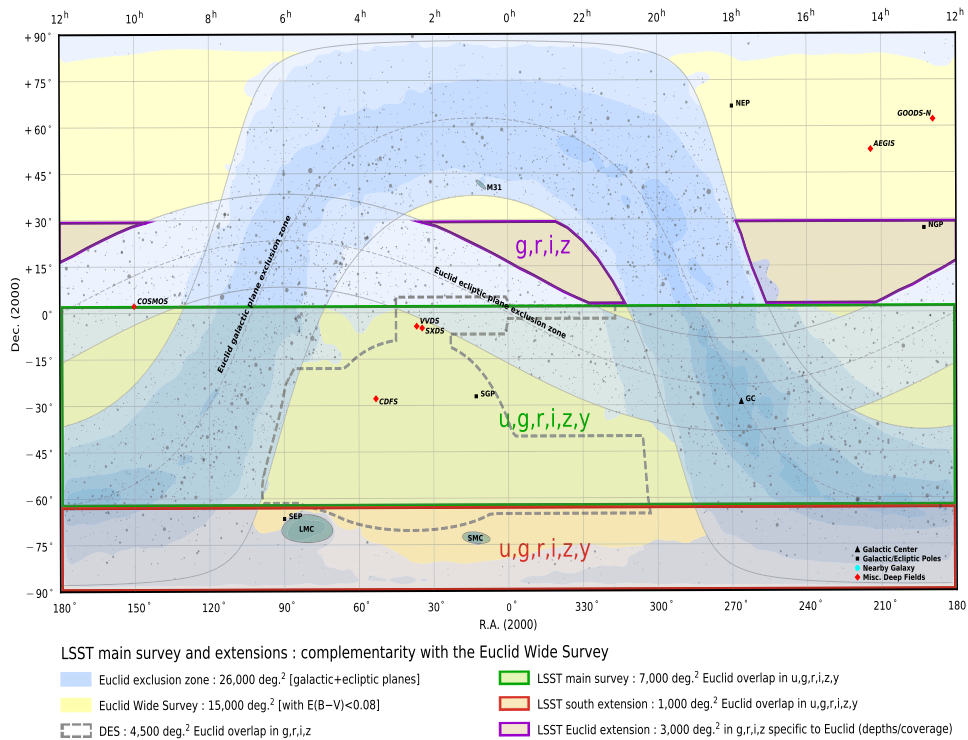 12h 10h 8h 6h 4h 2h 0h 22h 20h 18h 16h 14h 12h
+90°
+75°
+60°
+45°
+30°
+15°
0°
−15°
−30°
−45°
−60°
−75°
−90°
Dec. (2000)
NEP
GOODS-N
AEGIS
M31
NGP
g,r,i,z
Euclid galactic plane exclusion zone
Euclid ecliptic plane exclusion zone
COSMOS
VVDS
SXDS
CDFS
SGP
GC
u,g,r,i,z,y
SEP
LMC
SMC
u,g,r,i,z,y
Galactic Center
Galactic/Ecliptic Poles
Nearby Galaxy
Misc. Deep Fields
180° 150° 120° 90° 60° 30° 0° 330° 300° 270° 240° 210° 180°
R.A. (2000)
LSST main survey and extensions : complementarity with the Euclid Wide Survey
Euclid exclusion zone : 26,000 deg.² [galactic+ecliptic planes]
Euclid Wide Survey : 15,000 deg.² [with E(B−V)<0.08]
DES : 4,500 deg.² Euclid overlap in g,r,i,z
LSST main survey : 7,000 deg.² Euclid overlap in u,g,r,i,z,y
LSST south extension : 1,000 deg.² Euclid overlap in u,g,r,i,z,y
LSST Euclid extension : 3,000 deg.² in g,r,i,z specific to Euclid (depths/coverage)